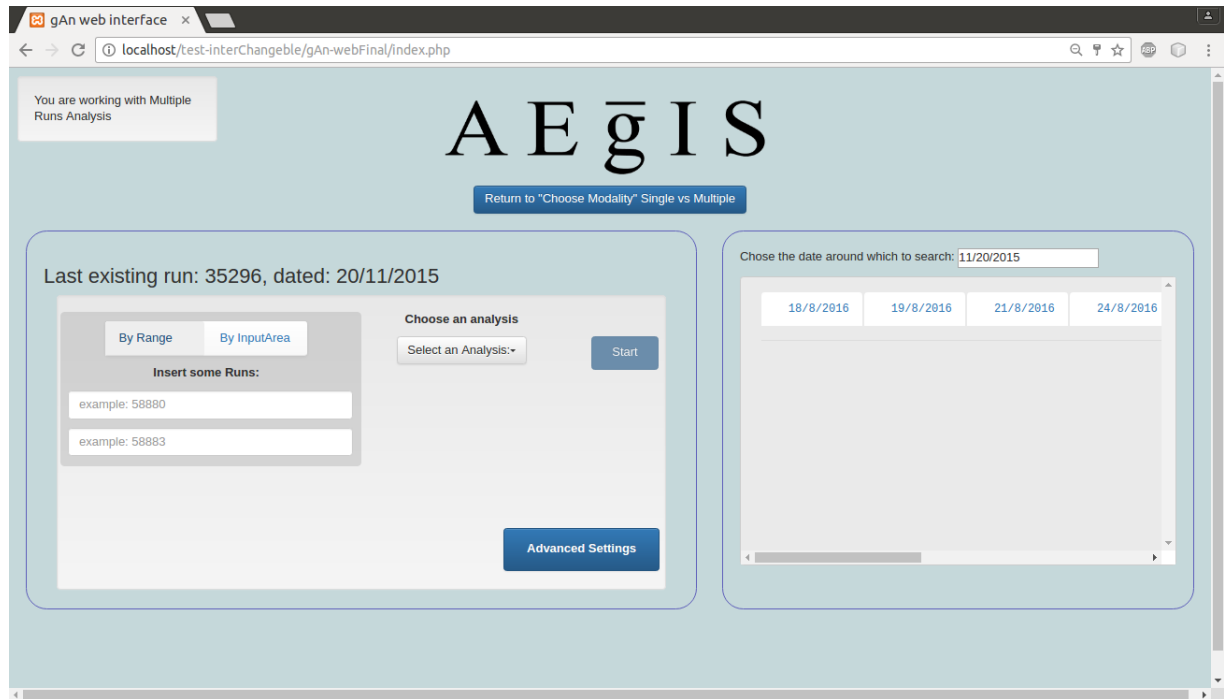 gAn web interface
localhost/test-interChangeble/gAn-webFinal/index.php
ABP
You are working with Multiple
Runs Analysis
AEḡIS
Return to "Choose Modality" Single vs Multiple
Last existing run: 35296, dated: 20/11/2015
By Range By InputArea
Insert some Runs:
example: 58880
example: 58883
Choose an analysis
Select an Analysis:
Start
Advanced Settings
Chose the date around which to search: 11/20/2015
18/8/2016 19/8/2016 21/8/2016 24/8/2016